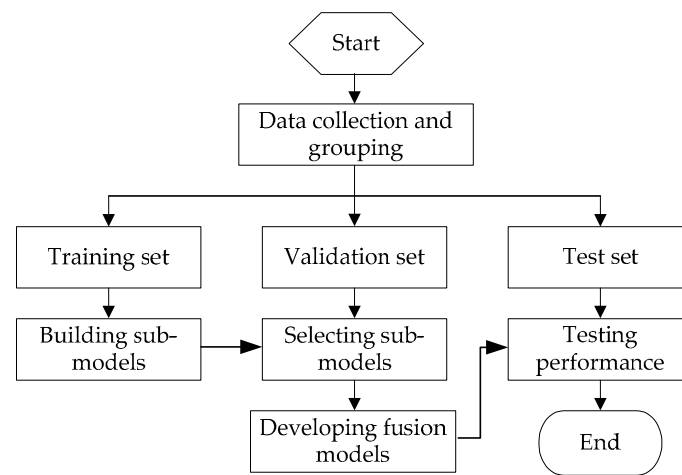 Start
Data collection and
grouping
Training set
Validation set
Test set
Building sub-
models
Selecting sub-
models
Testing
performance
Developing fusion
models
End